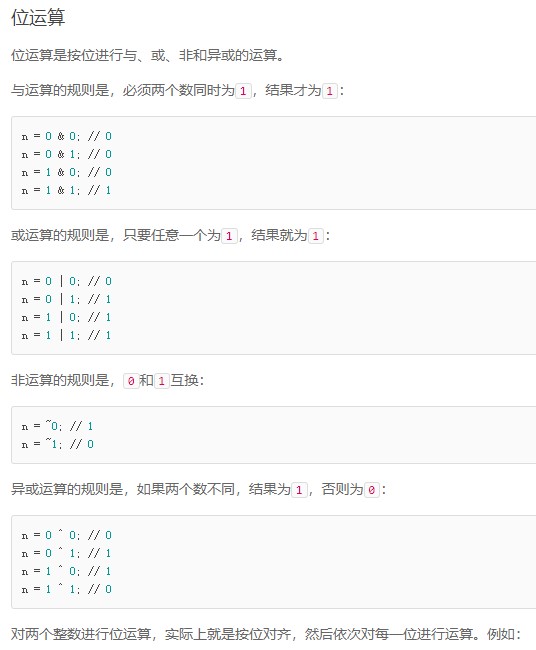 位运算
位运算是按位进行与、或、非和异或的运算。
与运算的规则是，必须两个数同时为1，结果才为1：
n = 0 & 0; // 0
n = 0 & 1; // 0
n = 1 & 0; // 0
n = 1 & 1; // 1
或运算的规则是，只要任意一个为1，结果就为1：
n = 0 | 0; // 0
n = 0 | 1; // 1
n = 1 | 0; // 1
n = 1 | 1; // 1
非运算的规则是，0和1互换：
n = ~0; // 1
n = ~1; // 0
异或运算的规则是，如果两个数不同，结果为1，否则为0：
n = 0 ^ 0; // 0
n = 0 ^ 1; // 1
n = 1 ^ 0; // 1
n = 1 ^ 1; // 0
对两个整数进行位运算，实际上就是按位对齐，然后依次对每一位进行运算。例如：